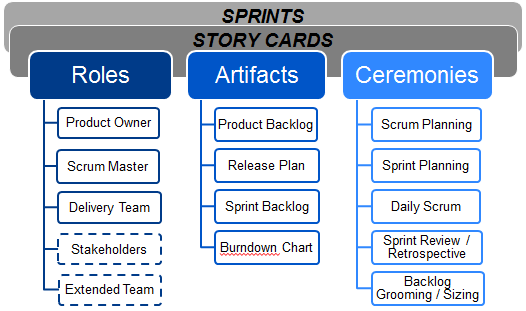 SPRINTS
STORY CARDS
Roles
Product Owner
Scrum Master
Delivery Team
Stakeholders
Extended Team
Artifacts
Product Backlog
Release Plan
Sprint Backlog
Burndown Chart
Ceremonies
Scrum Planning
Sprint Planning
Daily Scrum
Sprint Review /
Retrospective
Backlog
Grooming / Sizing